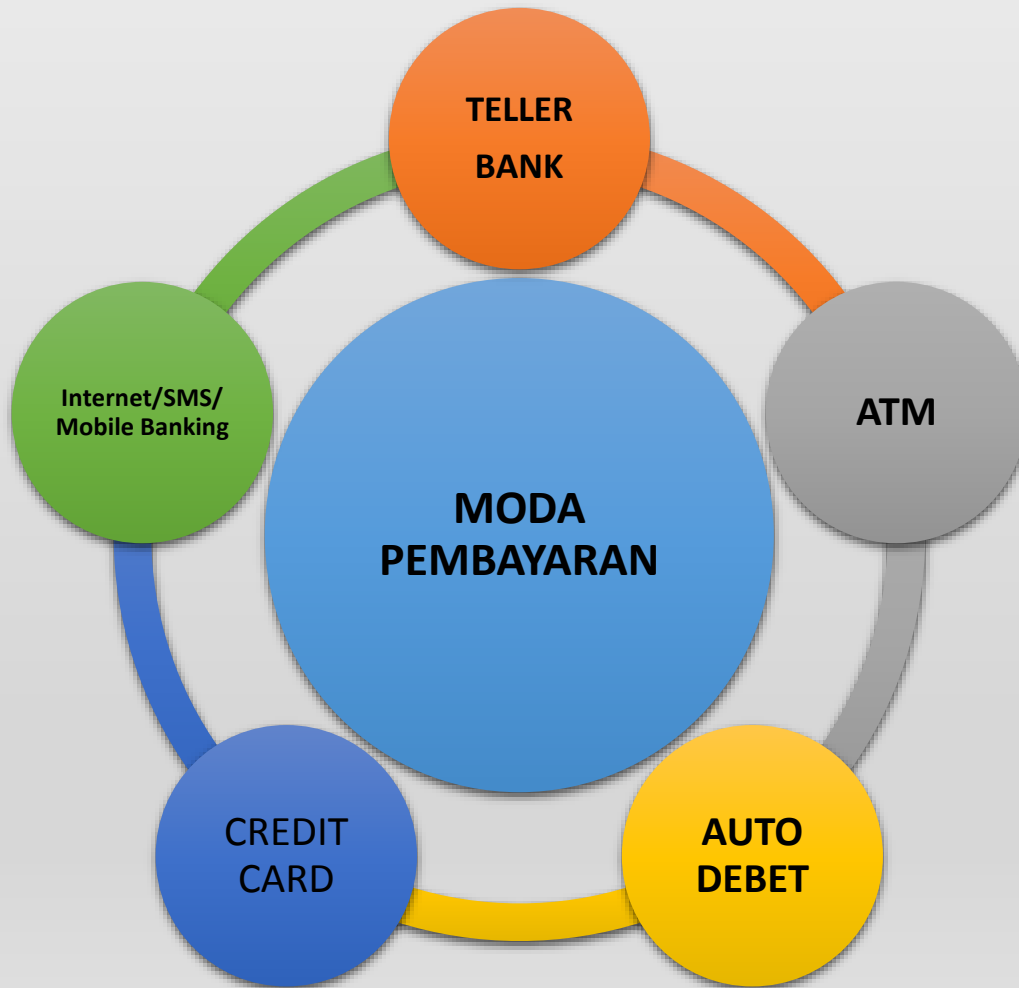 TELLER
BANK
ATM
AUTO
DEBET
CREDIT
CARD
Internet/SMS/
Mobile Banking
MODA
PEMBAYARAN